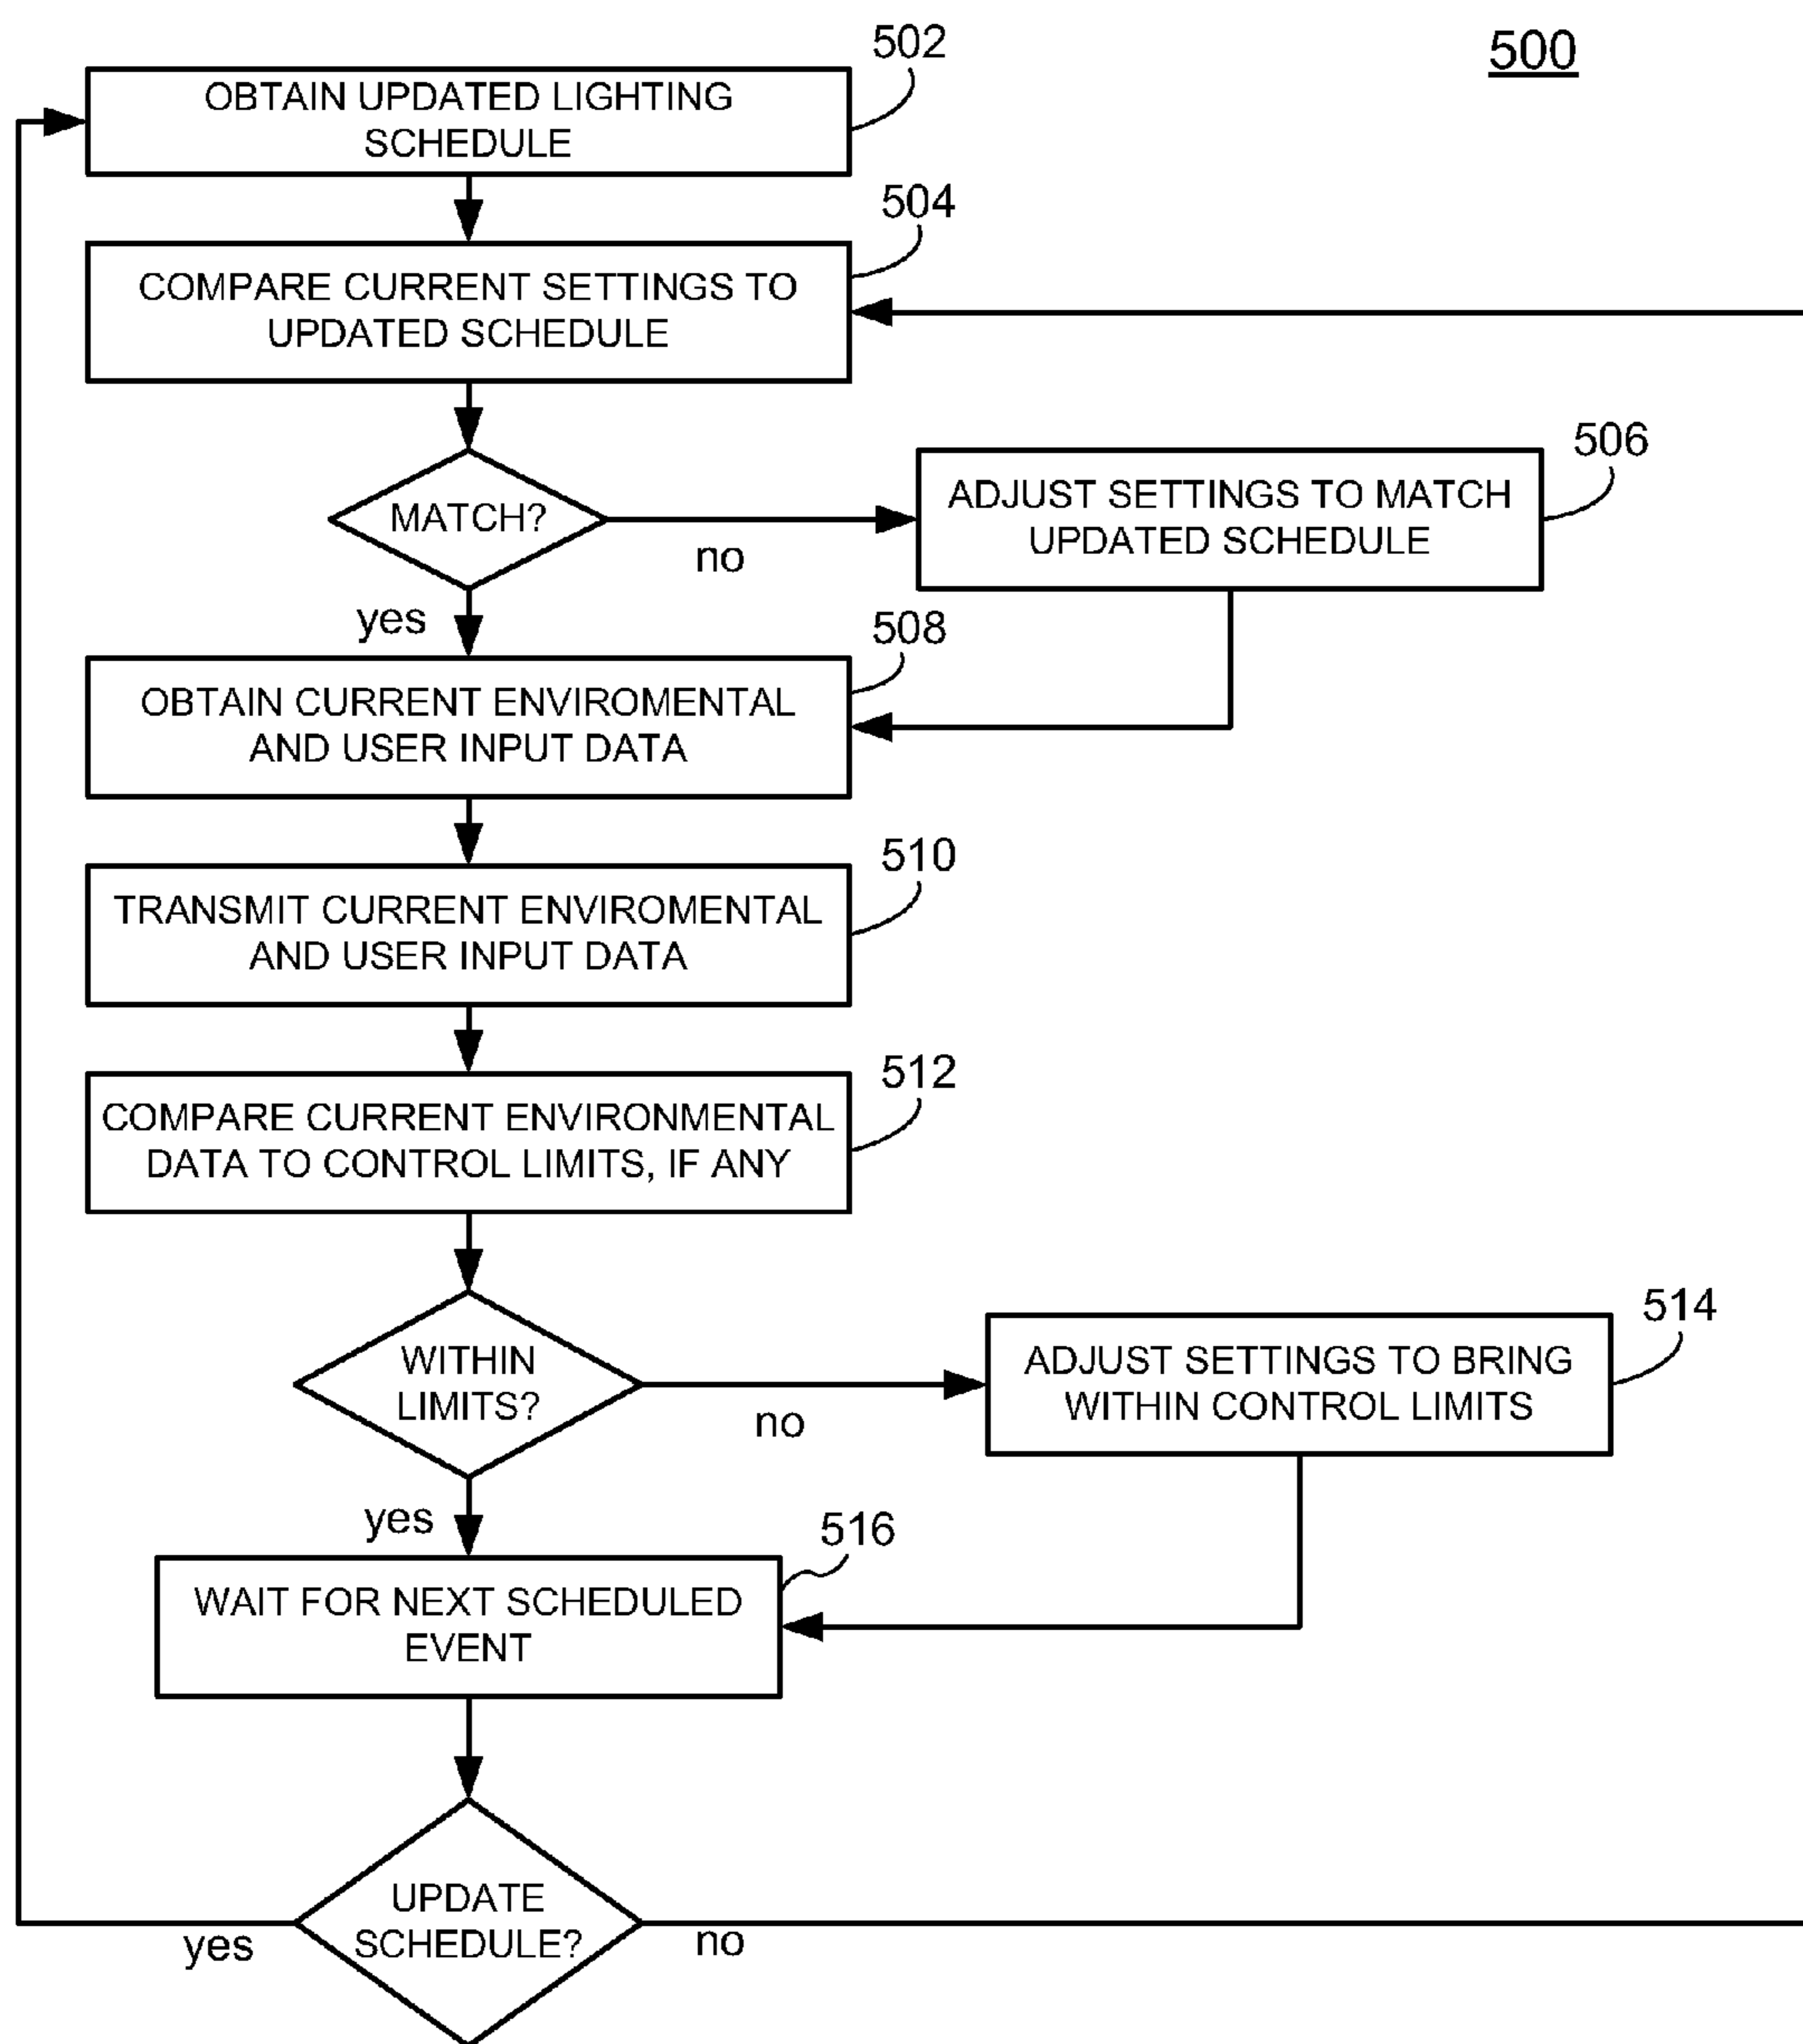 500
502
OBTAIN UPDATED LIGHTING
SCHEDULE
504
COMPARE CURRENT SETTINGS TO
UPDATED SCHEDULE
MATCH?
no
506
ADJUST SETTINGS TO MATCH
UPDATED SCHEDULE
yes
508
OBTAIN CURRENT ENVIROMENTAL
AND USER INPUT DATA
510
TRANSMIT CURRENT ENVIROMENTAL
AND USER INPUT DATA
512
COMPARE CURRENT ENVIRONMENTAL
DATA TO CONTROL LIMITS, IF ANY
WITHIN
LIMITS?
no
514
ADJUST SETTINGS TO BRING
WITHIN CONTROL LIMITS
yes
516
WAIT FOR NEXT SCHEDULED
EVENT
UPDATE
SCHEDULE?
yes
no